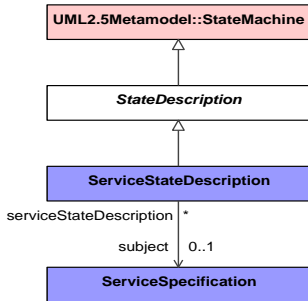 UML2.5Metamodel::StateMachine
StateDescription
ServiceStateDescription
serviceStateDescription *
subject 0..1
ServiceSpecification